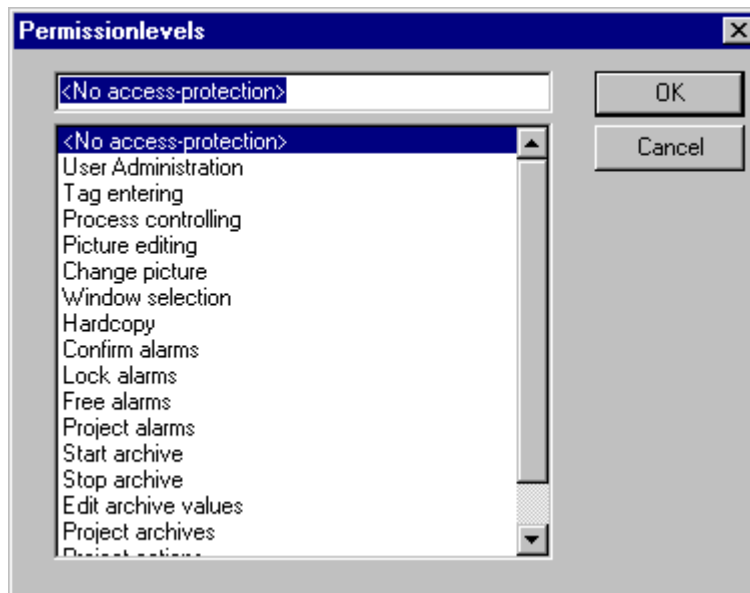 Permissionlevels
<No access-protection>
OK
<No access-protection>
Cancel
User Administration
Tag entering
Process controlling
Picture editing
Change picture
Window selection
Hardcopy
Confirm alarms
Lock alarms
Free alarms
Project alarms
Start archive
Stop archive
Edit archive values
Project archives
Project actions